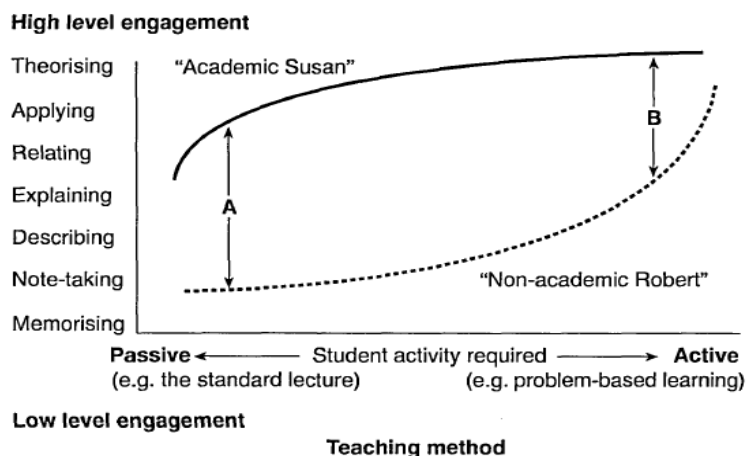 High level engagement
Theorising
"Academic Susan"
Applying
B
Relating
Explaining
A
Describing
Note-taking
"Non-academic Robert"
Memorising
Passive Student activity required Active
(e.g. the standard lecture) (e.g. problem-based learning)
Low level engagement
Teaching method